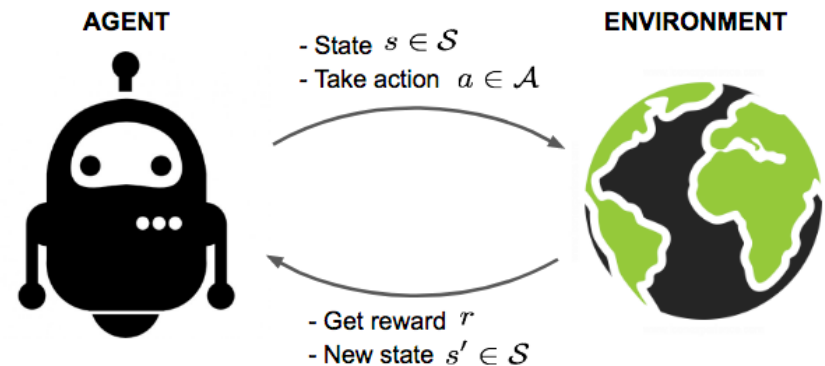 AGENT
ENVIRONMENT
- State s ∈ 𝒮
- Take action a ∈ 𝒜
- Get reward r
- New state s′ ∈ 𝒮